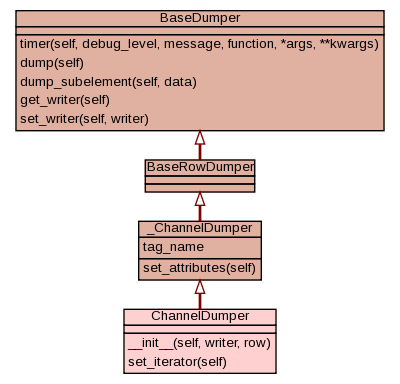 BaseDumper
timer(self, debug_level, message, function, *args, **kwargs)
dump(self)
dump_subelement(self, data)
get_writer(self)
set_writer(self, writer)
BaseRowDumper
_ChannelDumper
tag_name
set_attributes(self)
ChannelDumper
__init__(self, writer, row)
set_iterator(self)